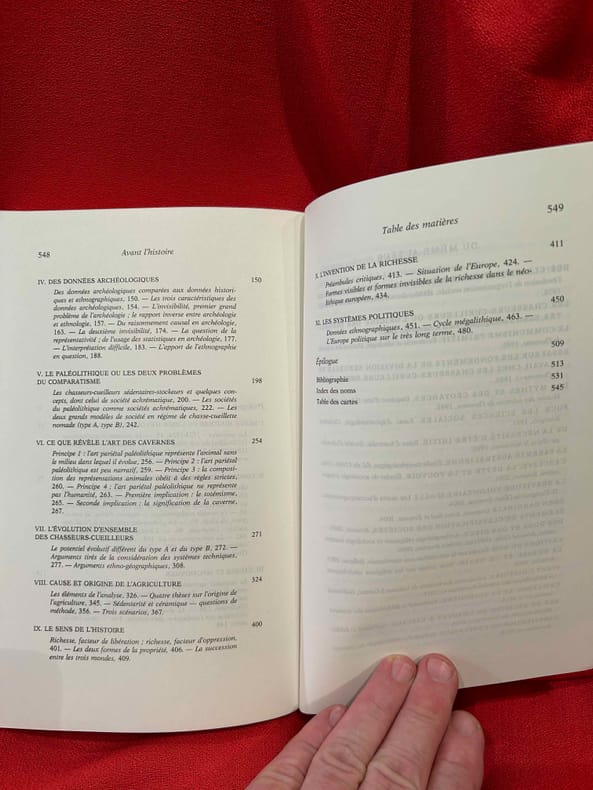 548
Avant l'histoire
IV. DES DONNÉES ARCHÉOLOGIQUES 150
Des données archéologiques comparées aux données histori-
ques et ethnographiques, 150. — Les trois caractéristiques des
données archéologiques, 154. — L'invisibilité, premier grand
problème de l'archéologie ; le rapport inverse entre archéologie
et ethnologie, 157. — Du raisonnement causal en archéologie,
163. — La deuxième invisibilité, 174. — La question de la
représentativité ; de l'usage des statistiques en archéologie, 177.
— L'interprétation difficile, 183. — L'apport de l'ethnographie
en question, 188.
V. LE PALÉOLITHIQUE OU LES DEUX PROBLÈMES
DU COMPARATISME 198
Les chasseurs-cueilleurs sédentaires-stockeurs et quelques con-
cepts, dont celui de société achrématique, 200. — Les sociétés
du paléolithique comme sociétés achrématiques, 222. — Les
deux grands modèles de société en régime de chasse-cueillette
nomade (type A, type B), 242.
VI. CE QUE RÉVÈLE L'ART DES CAVERNES 254
Principe 1 : l'art pariétal paléolithique représente l'animal sans
le milieu dans lequel il évolue, 256. — Principe 2 : l'art pariétal
paléolithique est peu narratif, 259. — Principe 3 : la composi-
tion des représentations animales obéit à des règles strictes,
260. — Principe 4 : l'art pariétal paléolithique ne représente
pas l'humanité, 263. — Première implication : le totémisme,
265. — Seconde implication : la signification de la caverne,
267.
VII. L'ÉVOLUTION D'ENSEMBLE
DES CHASSEURS-CUEILLEURS 271
Le potentiel évolutif différent du type A et du type B, 272. —
Arguments tirés de la considération des systèmes techniques,
277. — Arguments ethno-géographiques, 308.
VIII. CAUSE ET ORIGINE DE L'AGRICULTURE 324
Les éléments de l'analyse, 326. — Quatre thèses sur l'origine de
l'agriculture, 345. — Sédentarité et céramique — questions de
méthode, 356. — Trois scénarios, 367.
IX. LE SENS DE L'HISTOIRE 400
Richesse, facteur de libération ; richesse, facteur d'oppression,
401. — Les deux formes de la propriété, 406. — La succession
entre les trois mondes, 409.
Table des matières
549
X. L'INVENTION DE LA RICHESSE 411
Préambules critiques, 413. — Situation de l'Europe, 424. —
Formes visibles et formes invisibles de la richesse dans le néo-
lithique européen, 434.
XI. LES SYSTÈMES POLITIQUES 450
Données ethnographiques, 451. — Cycle mégalithique, 463. —
L'Europe politique sur le très long terme, 480.
Épilogue 509
Bibliographie 513
Index des noms 531
Table des cartes 545